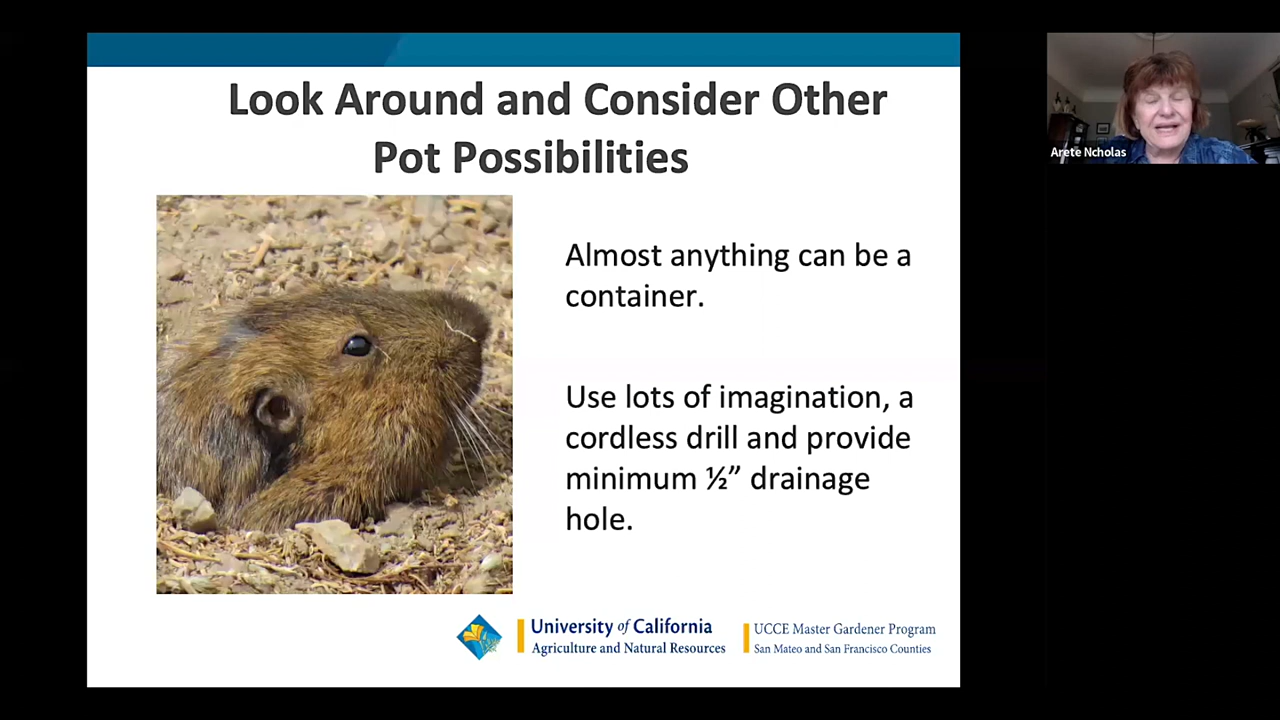 Look Around and Consider Other
Pot Possibilities
Almost anything can be a
container.
Use lots of imagination, a
cordless drill and provide
minimum ½” drainage
hole.
University of California
Agriculture and Natural Resources
UCCE Master Gardener Program
San Mateo and San Francisco Counties
Arete Ncholas